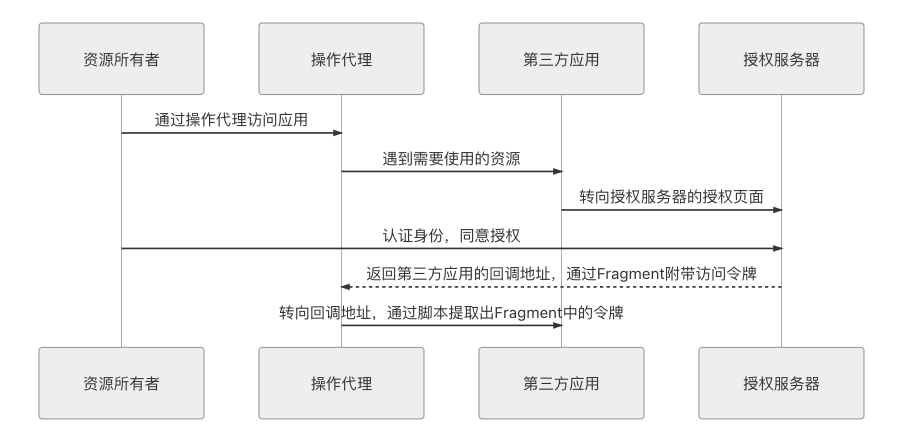 资源所有者
操作代理
第三方应用
授权服务器
通过操作代理访问应用
遇到需要使用的资源
转向授权服务器的授权页面
认证身份，同意授权
返回第三方应用的回调地址，通过Fragment附带访问令牌
转向回调地址，通过脚本提取出Fragment中的令牌
资源所有者
操作代理
第三方应用
授权服务器